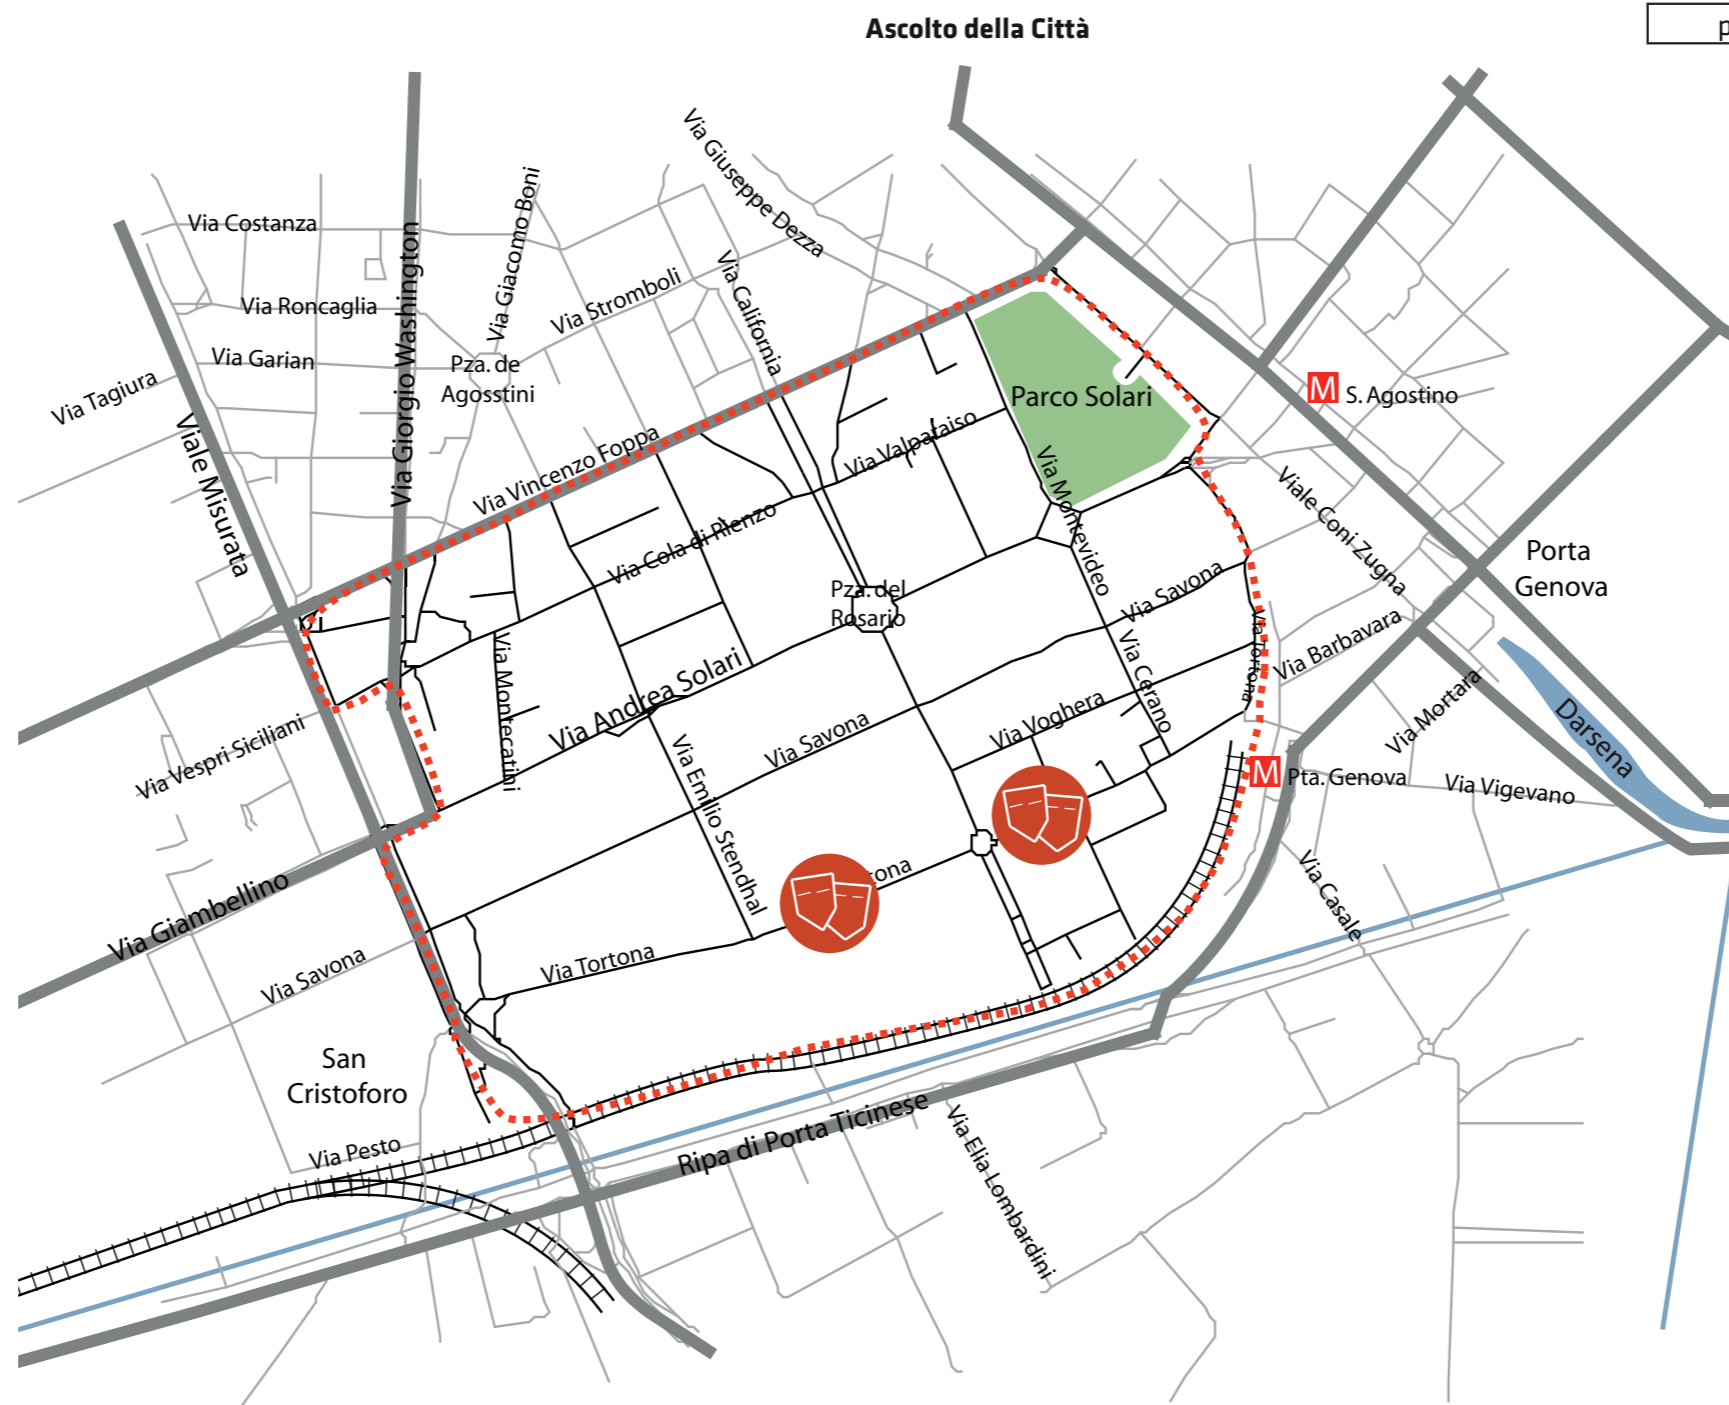 Ascolto della Città
p
Via Costanza
Via Giorgio Washington
Via Giacomo Boni
Via Giuseppe Dezza
Via Roncaglia
Via Stromboli
Via California
Via Garian
Pza. de
Agosstini
Via Tagiura
Viale Misurata
Parco Solari
M
S. Agostino
Via Vincenzo Foppa
Via Valparaiso
Via Montevideo
Viale Coni Zugna
Via Cola di Rienzo
Porta
Genova
Pza. del
Rosario
Via Savona
Via Tortona
Via Barbavara
Via Montecatini
Via Andrea Solari
Via Cerano
Via Mortara
Darsena
Via Vespri Siciliani
Via Savona
Via Voghera
M
Pta. Genova
Via Vigevano
Via Emilio Stendhal
Via Giambellino
Via Casale
Via Savona
Via Tortona
ona
San
Cristoforo
Via Pesto
Ripa di Porta Ticinese
Via Elia Lombardini